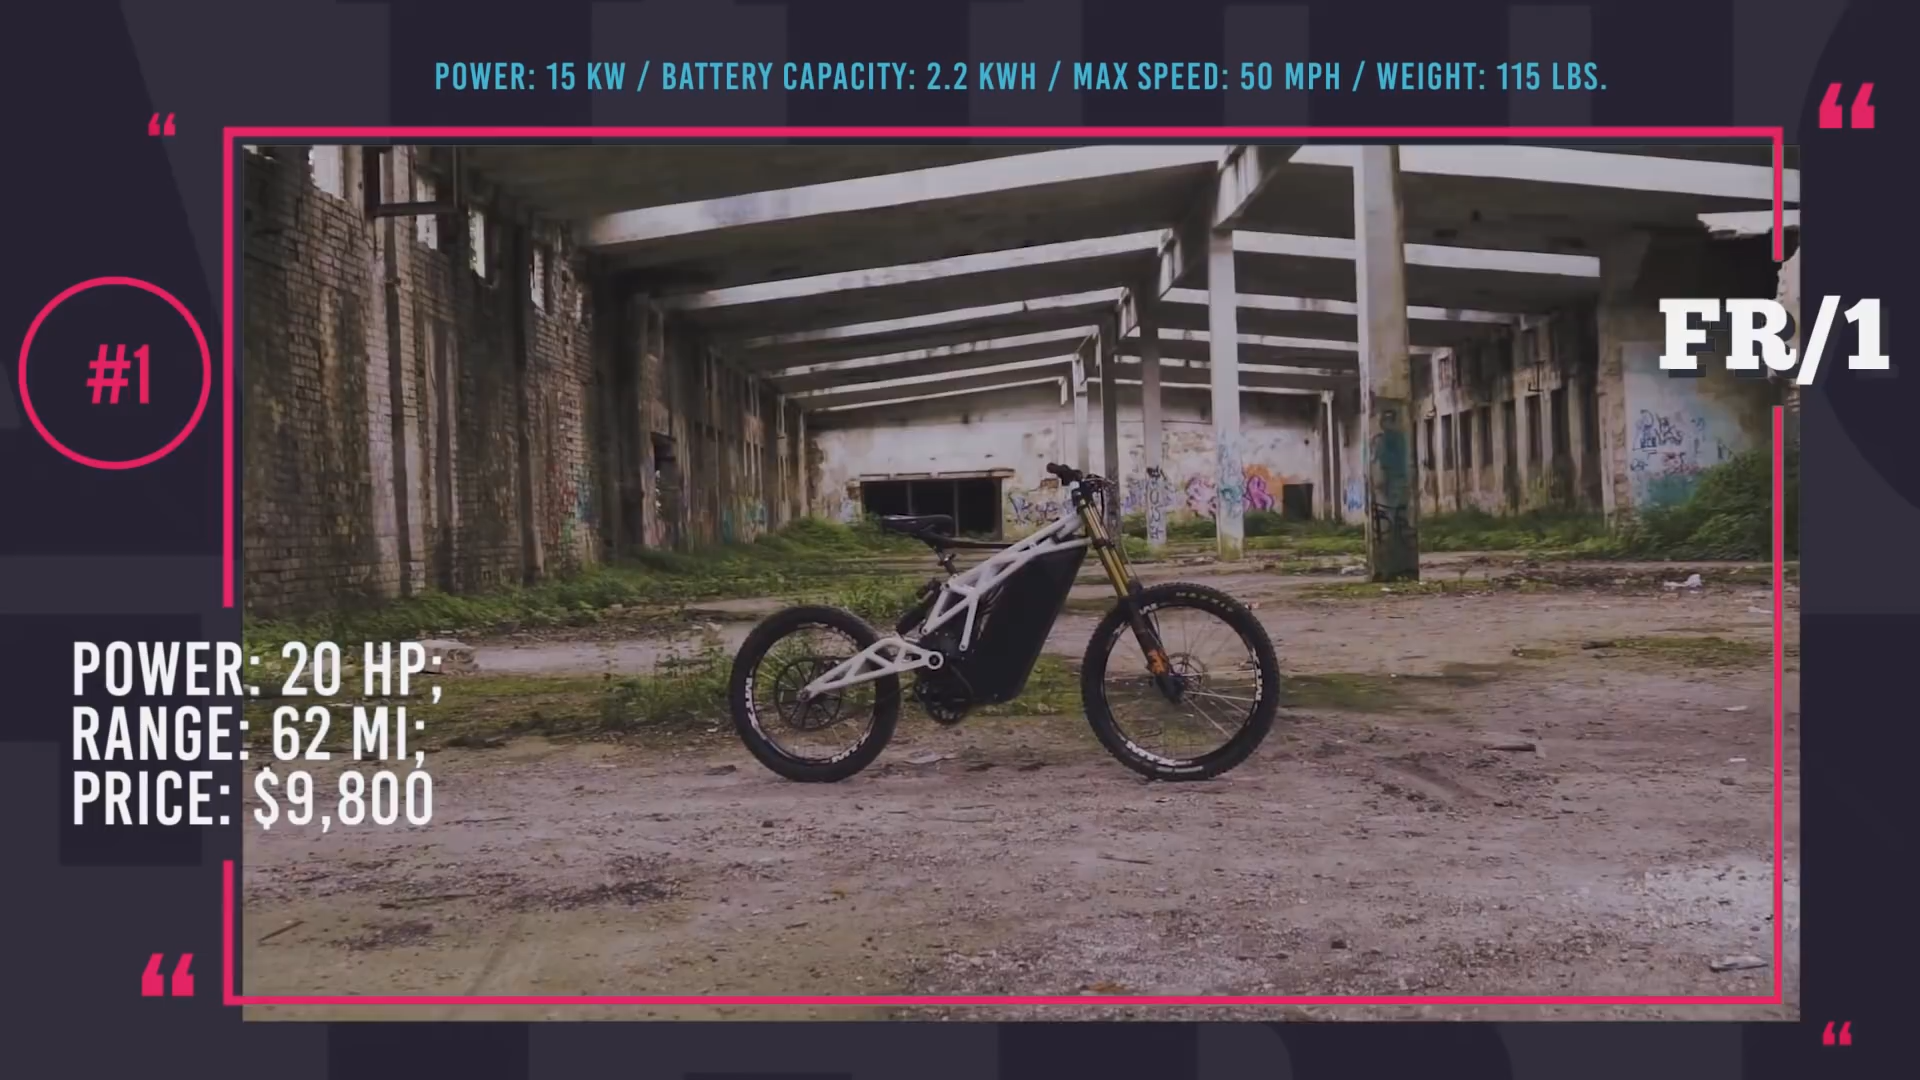 POWER: 15 KW / BATTERY CAPACITY: 2.2 KWH / MAX SPEED: 50 MPH / WEIGHT: 115 LBS.
#1
FR/1
POWER: 20 HP;
RANGE: 62 MI;
PRICE: $9,800